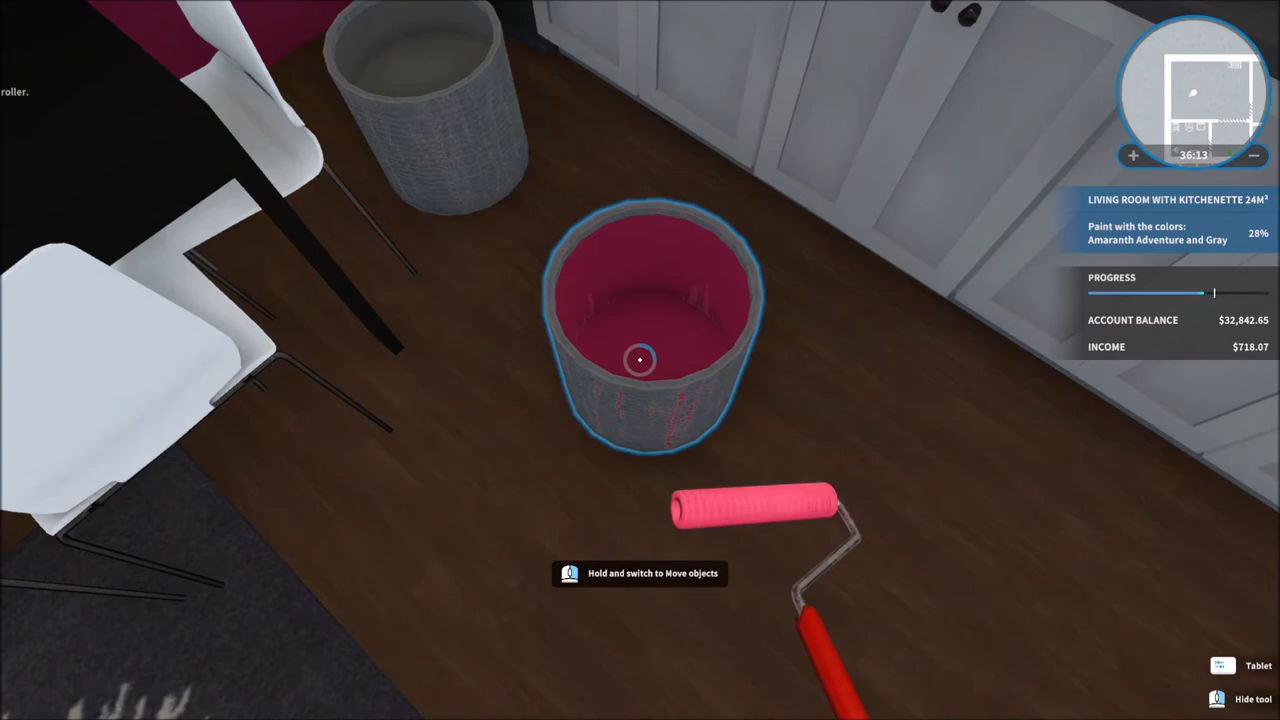 roller.
36:13
LIVING ROOM WITH KITCHENETTE 24M²
Paint with the colors:
Amaranth Adventure and Gray
28%
PROGRESS
ACCOUNT BALANCE $32,842.65
INCOME $718.07
Hold and switch to Move objects
Tablet
Hide tool